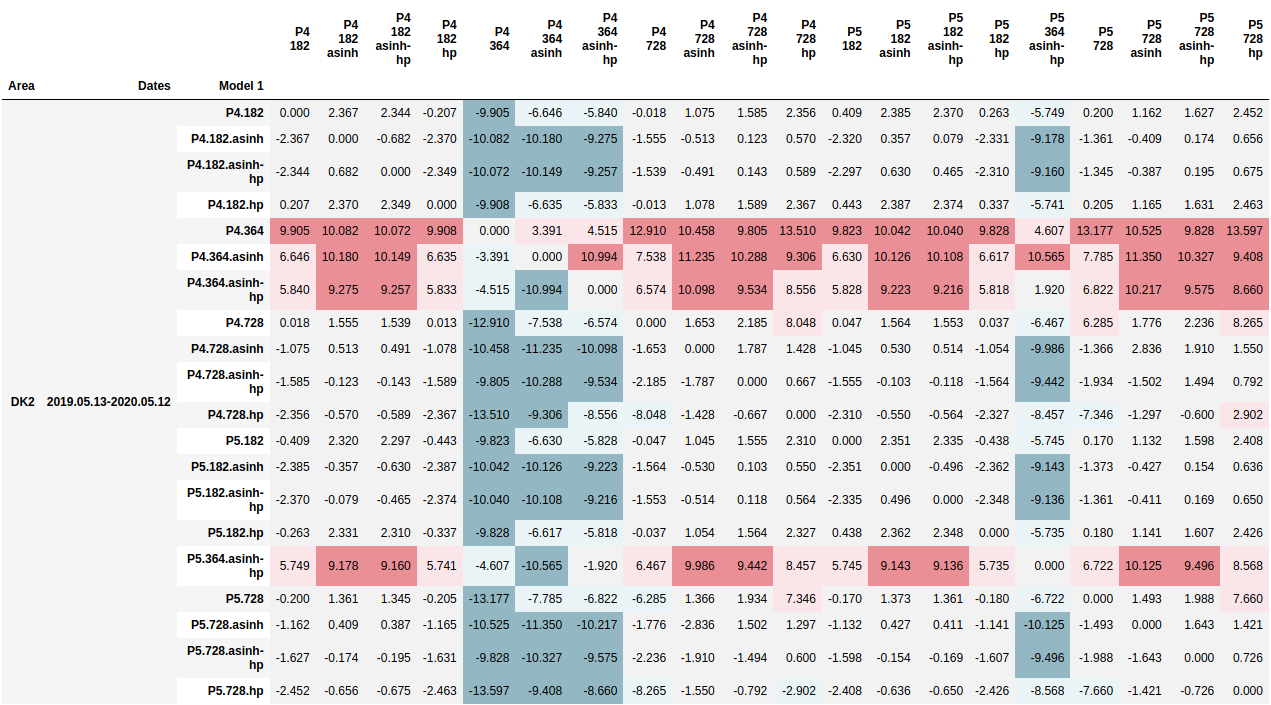 P4 182 P4 182 asinh P4 182 asinh-hp P4 182 hp P4 364 P4 364 asinh P4 364 asinh-hp P4 728 P4 728 asinh P4 728 asinh-hp P4 728 hp P5 182 P5 182 asinh P5 182 asinh-hp P5 182 hp P5 364 asinh-hp P5 728 P5 728 asinh P5 728 asinh-hp P5 728 hp
Area Dates Model 1
P4.182 0.000 2.367 2.344 -0.207 -9.905 -6.646 -5.840 -0.018 1.075 1.585 2.356 0.409 2.385 2.370 0.263 -5.749 0.200 1.162 1.627 2.452
P4.182.asinh -2.367 0.000 -0.682 -2.370 -10.082 -10.180 -9.275 -1.555 -0.513 0.123 0.570 -2.320 0.357 0.079 -2.331 -9.178 -1.361 -0.409 0.174 0.656
P4.182.asinh-hp -2.344 0.682 0.000 -2.349 -10.072 -10.149 -9.257 -1.539 -0.491 0.143 0.589 -2.297 0.630 0.465 -2.310 -9.160 -1.345 -0.387 0.195 0.675
P4.182.hp 0.207 2.370 2.349 0.000 -9.908 -6.635 -5.833 -0.013 1.078 1.589 2.367 0.443 2.387 2.374 0.337 -5.741 0.205 1.165 1.631 2.463
P4.364 9.905 10.082 10.072 9.908 0.000 3.391 4.515 12.910 10.458 9.805 13.510 9.823 10.042 10.040 9.828 4.607 13.177 10.525 9.828 13.597
P4.364.asinh 6.646 10.180 10.149 6.635 -3.391 0.000 10.994 7.538 11.235 10.288 9.306 6.630 10.126 10.108 6.617 10.565 7.785 11.350 10.327 9.408
P4.364.asinh-hp 5.840 9.275 9.257 5.833 -4.515 -10.994 0.000 6.574 10.098 9.534 8.556 5.828 9.223 9.216 5.818 1.920 6.822 10.217 9.575 8.660
P4.728 0.018 1.555 1.539 0.013 -12.910 -7.538 -6.574 0.000 1.653 2.185 8.048 0.047 1.564 1.553 0.037 -6.467 6.285 1.776 2.236 8.265
P4.728.asinh -1.075 0.513 0.491 -1.078 -10.458 -11.235 -10.098 -1.653 0.000 1.787 1.428 -1.045 0.530 0.514 -1.054 -9.986 -1.366 2.836 1.910 1.550
P4.728.asinh-hp -1.585 -0.123 -0.143 -1.589 -9.805 -10.288 -9.534 -2.185 -1.787 0.000 0.667 -1.555 -0.103 -0.118 -1.564 -9.442 -1.934 -1.502 1.494 0.792
DK2 2019.05.13-2020.05.12
P4.728.hp -2.356 -0.570 -0.589 -2.367 -13.510 -9.306 -8.556 -8.048 -1.428 -0.667 0.000 -2.310 -0.550 -0.564 -2.327 -8.457 -7.346 -1.297 -0.600 2.902
P5.182 -0.409 2.320 2.297 -0.443 -9.823 -6.630 -5.828 -0.047 1.045 1.555 2.310 0.000 2.351 2.335 -0.438 -5.745 0.170 1.132 1.598 2.408
P5.182.asinh -2.385 -0.357 -0.630 -2.387 -10.042 -10.126 -9.223 -1.564 -0.530 0.103 0.550 -2.351 0.000 -0.496 -2.362 -9.143 -1.373 -0.427 0.154 0.636
P5.182.asinh-hp -2.370 -0.079 -0.465 -2.374 -10.040 -10.108 -9.216 -1.553 -0.514 0.118 0.564 -2.335 0.496 0.000 -2.348 -9.136 -1.361 -0.411 0.169 0.650
P5.182.hp -0.263 2.331 2.310 -0.337 -9.828 -6.617 -5.818 -0.037 1.054 1.564 2.327 0.438 2.362 2.348 0.000 -5.735 0.180 1.141 1.607 2.426
P5.364.asinh-hp 5.749 9.178 9.160 5.741 -4.607 -10.565 -1.920 6.467 9.986 9.442 8.457 5.745 9.143 9.136 5.735 0.000 6.722 10.125 9.496 8.568
P5.728 -0.200 1.361 1.345 -0.205 -13.177 -7.785 -6.822 -6.285 1.366 1.934 7.346 -0.170 1.373 1.361 -0.180 -6.722 0.000 1.493 1.988 7.660
P5.728.asinh -1.162 0.409 0.387 -1.165 -10.525 -11.350 -10.217 -1.776 -2.836 1.502 1.297 -1.132 0.427 0.411 -1.141 -10.125 -1.493 0.000 1.643 1.421
P5.728.asinh-hp -1.627 -0.174 -0.195 -1.631 -9.828 -10.327 -9.575 -2.236 -1.910 -1.494 0.600 -1.598 -0.154 -0.169 -1.607 -9.496 -1.988 -1.643 0.000 0.726
P5.728.hp -2.452 -0.656 -0.675 -2.463 -13.597 -9.408 -8.660 -8.265 -1.550 -0.792 -2.902 -2.408 -0.636 -0.650 -2.426 -8.568 -7.660 -1.421 -0.726 0.000